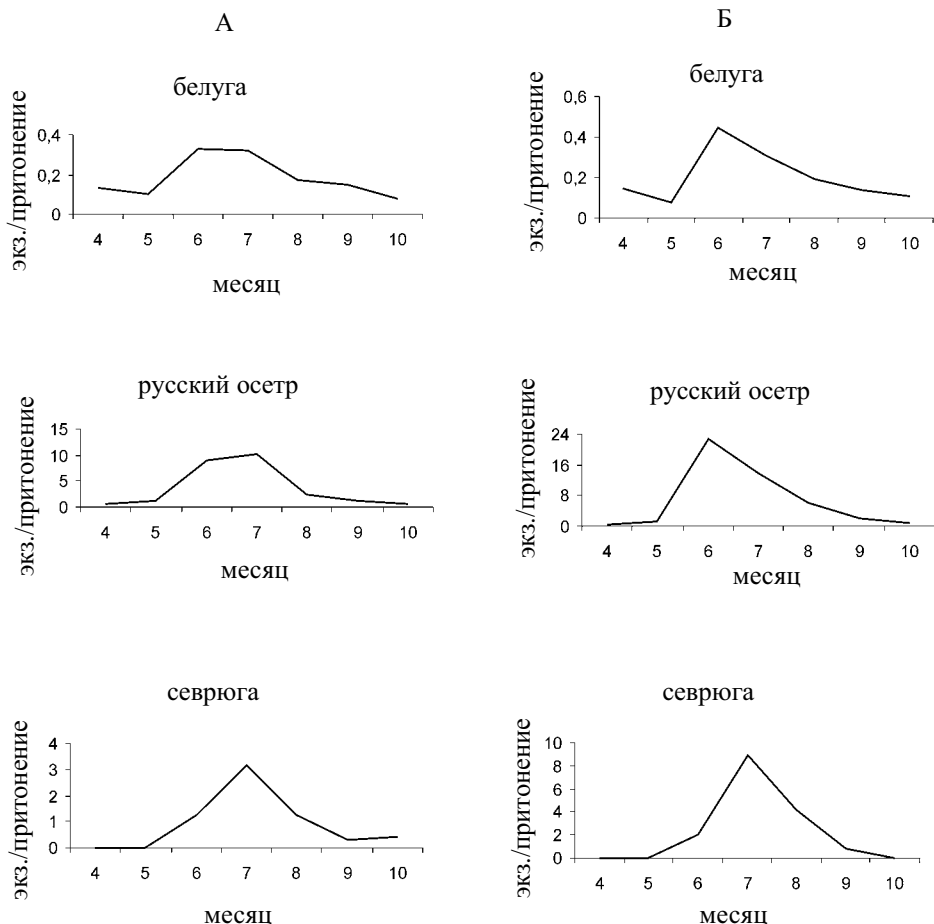 А
белуга
экз./притонение
0,4
0,2
0
4 5 6 7 8 9 10
месяц
русский осетр
экз./притонение
15
10
5
0
4 5 6 7 8 9 10
месяц
севрюга
экз./притонение
4
3
2
1
0
4 5 6 7 8 9 10
месяц
Б
белуга
экз./притонение
0,6
0,4
0,2
0
4 5 6 7 8 9 10
месяц
русский осетр
экз./притонение
24
16
8
0
4 5 6 7 8 9 10
месяц
севрюга
экз./притонение
10
8
6
4
2
0
4 5 6 7 8 9 10
месяц